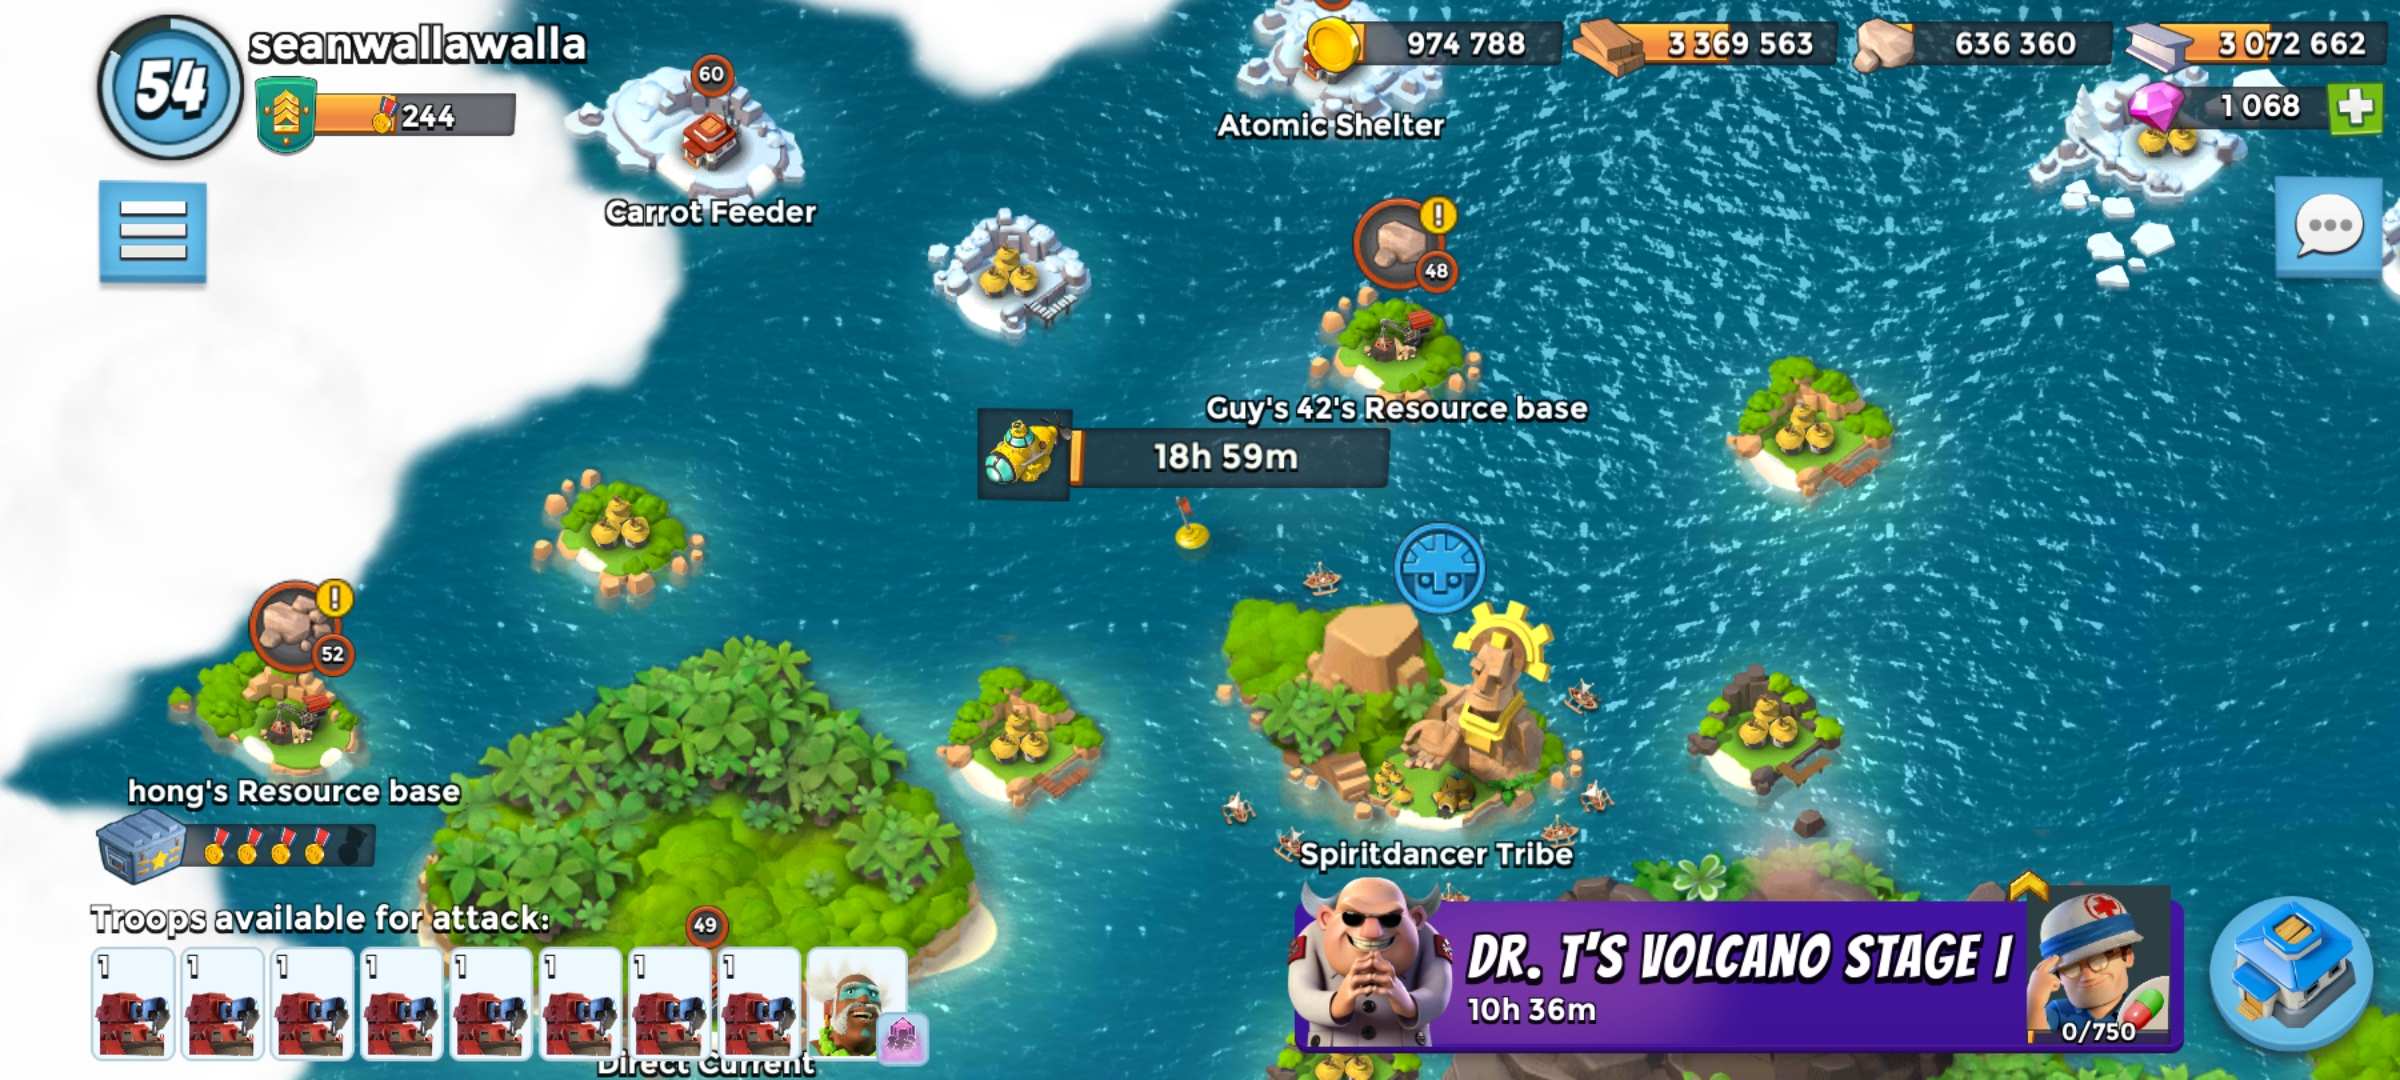 54
seanwallawalla
244
60
Carrot Feeder
Atomic Shelter
974 788
3 369 563
636 360
3 072 662
1 068
!
48
Guy's 42's Resource base
18h 59m
!
52
hong's Resource base
Spiritdancer Tribe
Troops available for attack:
49
1
1
1
1
1
1
1
1
Direct Current
DR. T'S VOLCANO STAGE I
10h 36m
0/750